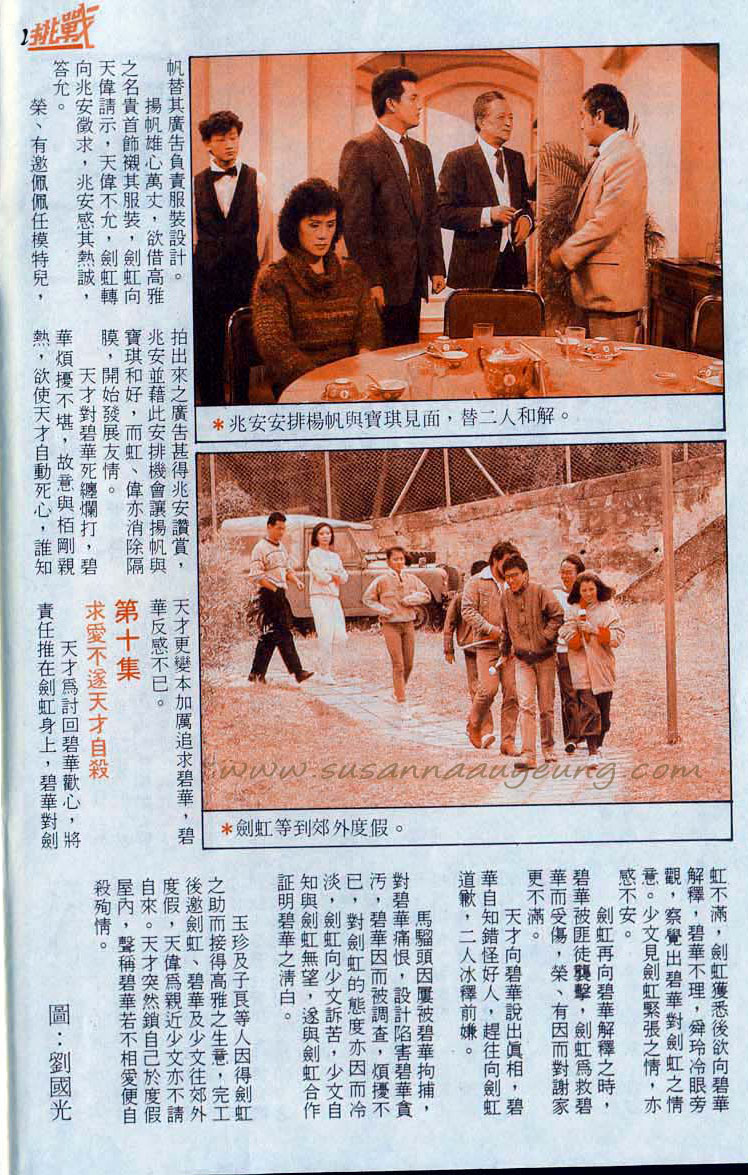 挑戰
帆替其廣告負責服裝設計。
揚帆雄心萬丈，欲借高雅
之名貴首飾襯其服裝，劍虹向
天偉請示，天偉不允，劍虹轉
向兆安徵求，兆安感其熱誠，
答允。
榮、有邀佩佩任模特兒，
拍出來之廣告甚得兆安讚賞，
兆安並藉此安排機會讓揚帆與
寶琪和好，而虹、偉亦消除隔
膜，開始發展友情。
天才對碧華死纏爛打，碧
華煩擾不堪，故意與栢剛親
熱，欲使天才自動死心，誰知
天才更變本加厲追求碧華，碧
華反感不已。
第十集
求愛不遂天才自殺
天才爲討回碧華歡心，將
責任推在劍虹身上，碧華對劍
＊兆安安排楊帆與寶琪見面，替二人和解。
＊劍虹等到郊外度假。
www.susannaauyeung.com
虹不滿，劍虹獲悉後欲向碧華
解釋，碧華不理，舜玲冷眼旁
觀，察覺出碧華對劍虹之情
意。少文見劍虹緊張之情，亦
感不安。
劍虹再向碧華解釋之時，
碧華被匪徒襲擊，劍虹爲救碧
華而受傷，榮、有因而對謝家
更不滿。
天才向碧華說出眞相，碧
華自知錯怪好人，趕往向劍虹
道歉，二人冰釋前嫌。
馬騮頭因屢被碧華拘捕，
對碧華痛恨，設計陷害碧華貪
汚，碧華因而被調查，煩擾不
已，對劍虹的態度亦因而冷
淡，劍虹向少文訴苦，少文自
知與劍虹無望，遂與劍虹合作
証明碧華之淸白。
玉珍及子良等人因得劍虹
之助而接得高雅之生意，完工
後邀劍虹、碧華及少文往郊外
度假，天偉爲親近少文亦不請
自來。天才突然鎖自己於度假
屋內，聲稱碧華若不相愛便自
殺殉情。
圖：劉國光